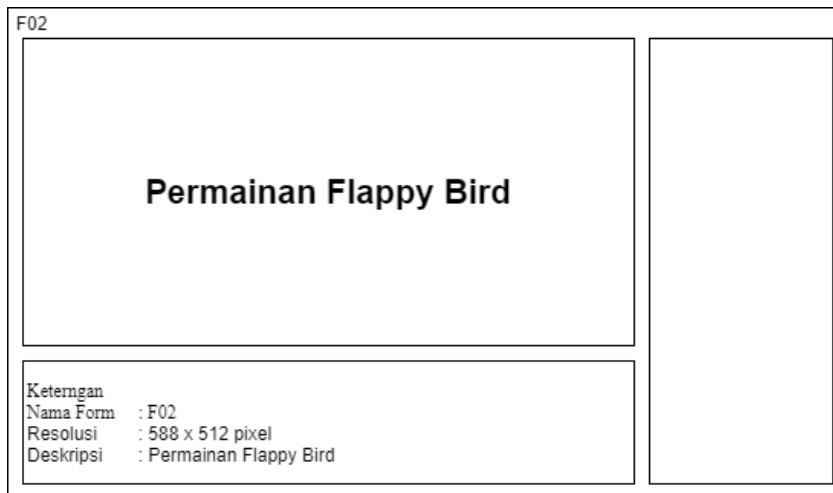 F02
Permainan Flappy Bird
Keterngan
Nama Form : F02
Resolusi : 588 x 512 pixel
Deskripsi : Permainan Flappy Bird